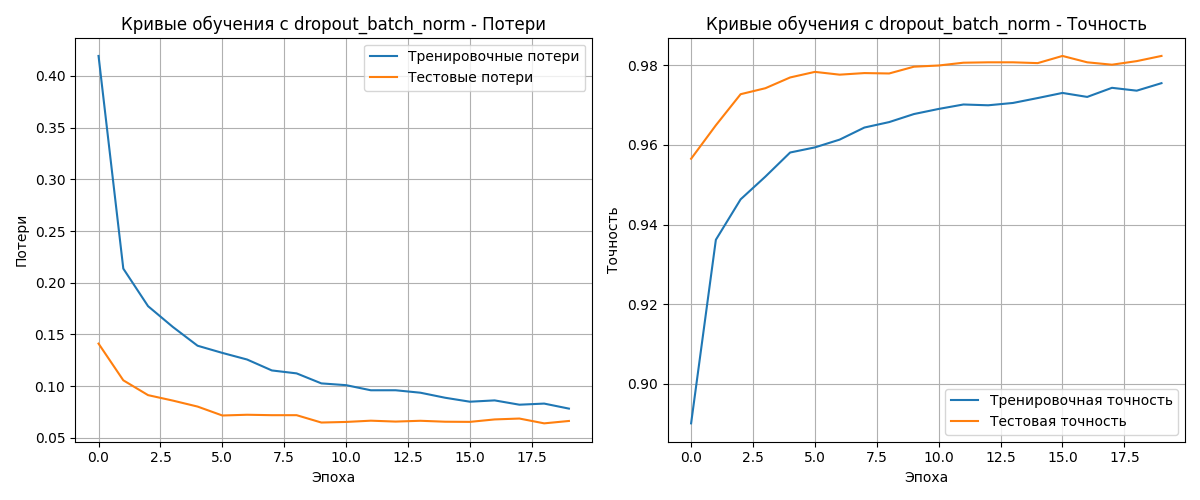 Кривые обучения с dropout_batch_norm - Потери
Тренировочные потери
Тестовые потери
0.40
0.35
0.30
0.25
0.20
0.15
0.10
0.05
Потери
0.0 2.5 5.0 7.5 10.0 12.5 15.0 17.5
Эпоха
Кривые обучения с dropout_batch_norm - Точность
0.98
0.96
0.94
0.92
0.90
Точность
Тренировочная точность
Тестовая точность
0.0 2.5 5.0 7.5 10.0 12.5 15.0 17.5
Эпоха